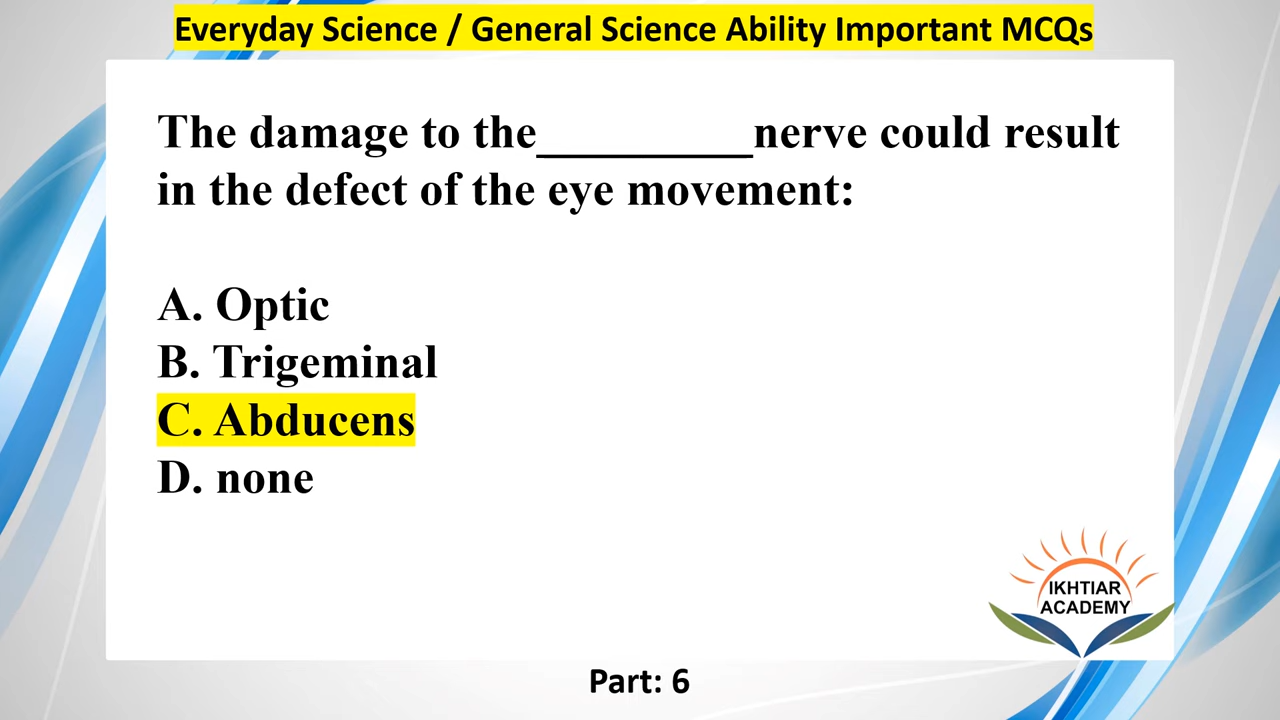 Everyday Science / General Science Ability Important MCQs
The damage to the_________nerve could result
in the defect of the eye movement:
A. Optic
B. Trigeminal
C. Abducens
D. none
IKHTIAR
ACADEMY
Part: 6